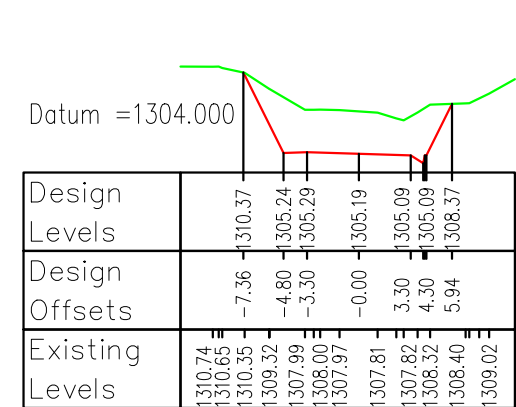 Datum =1304.000
Design Levels
1310.37 1305.24 1305.29 1305.19 1305.09 1305.09 1308.37
Design Offsets
-7.36 -4.80 -3.30 -0.00 3.30 4.30 5.94
Existing Levels
1310.74 1310.65 1310.35 1309.32 1307.99 1308.00 1307.97 1307.81 1307.82 1308.32 1308.40 1309.02